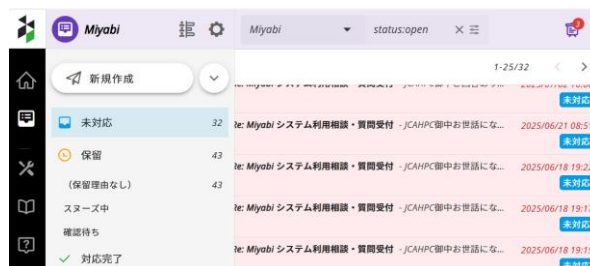 Miyabi
Miyabi
status:open
3
新規作成
1-25/32
未対応 32
保留 43
(保留理由なし) 43
スヌーズ中
確認待ち
対応完了
未対応
Re: Miyabi システム利用相談・質問受付 - JCAHPC御中お世話にな... 2025/06/21 08:5
未対応
Re: Miyabi システム利用相談・質問受付 - JCAHPC御中お世話にな... 2025/06/18 19:2
未対応
Re: Miyabi システム利用相談・質問受付 - JCAHPC御中お世話にな... 2025/06/18 19:1
未対応
Re: Miyabi システム利用相談・質問受付 - JCAHPC御中お世話にな... 2025/06/18 19:1
未対応